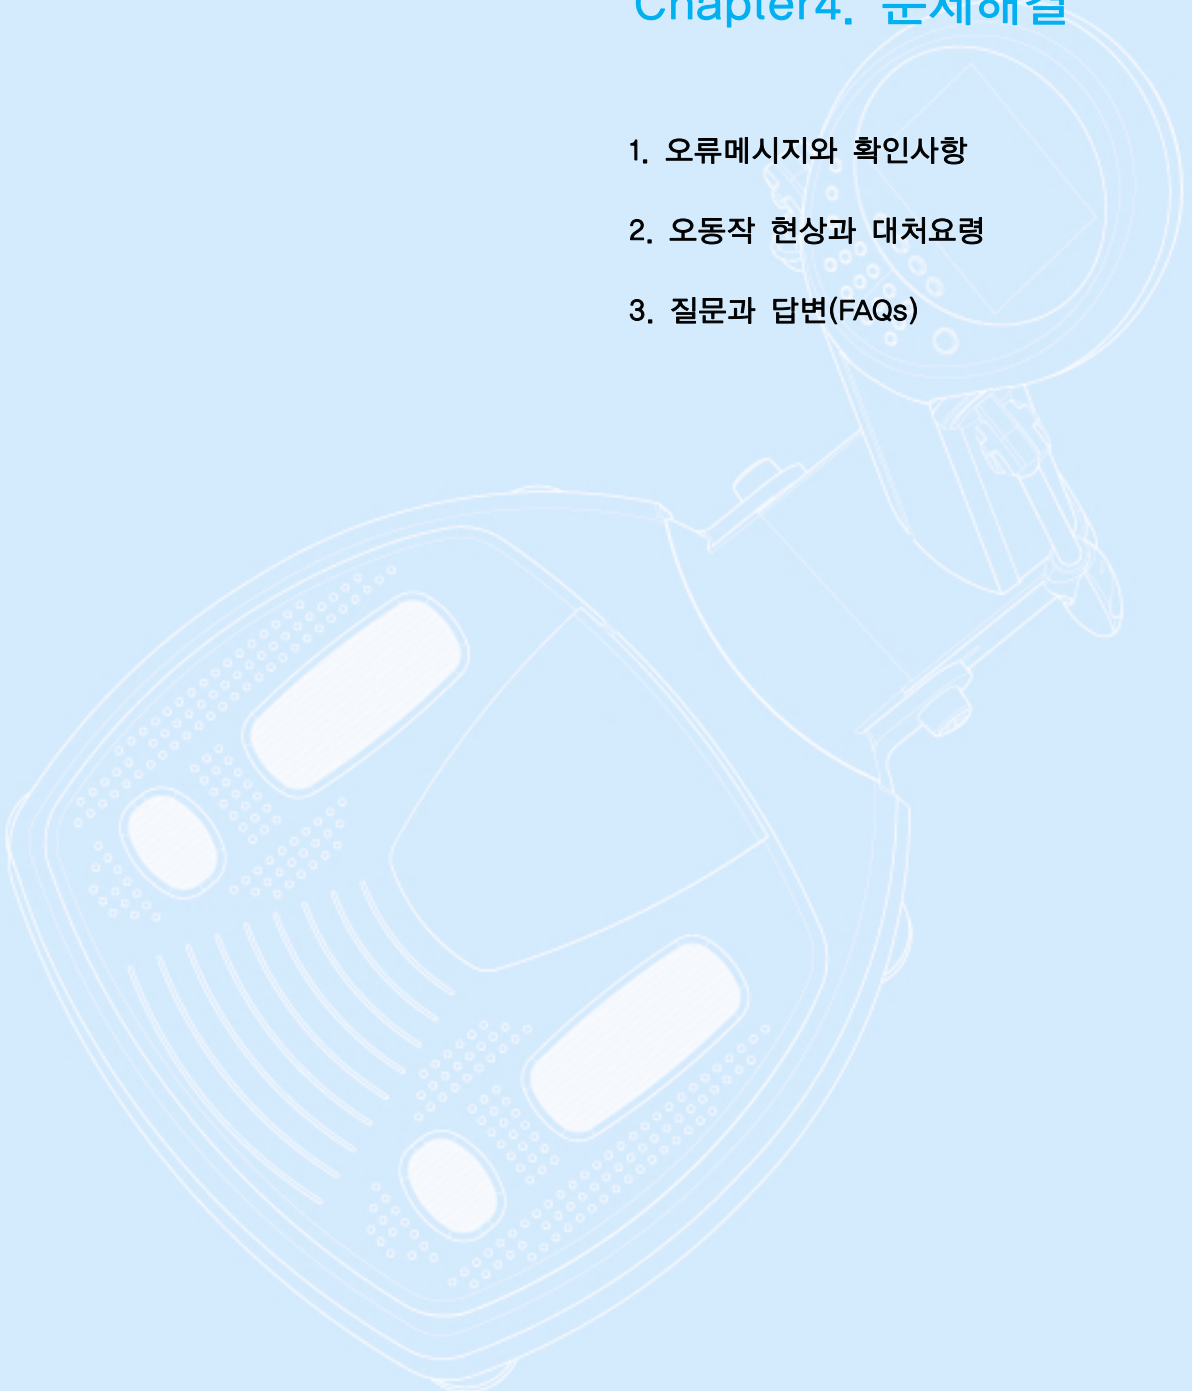 Chapter4. 문제해결
1. 오류메시지와 확인사항
2. 오동작 현상과 대처요령
3. 질문과 답변(FAQs)